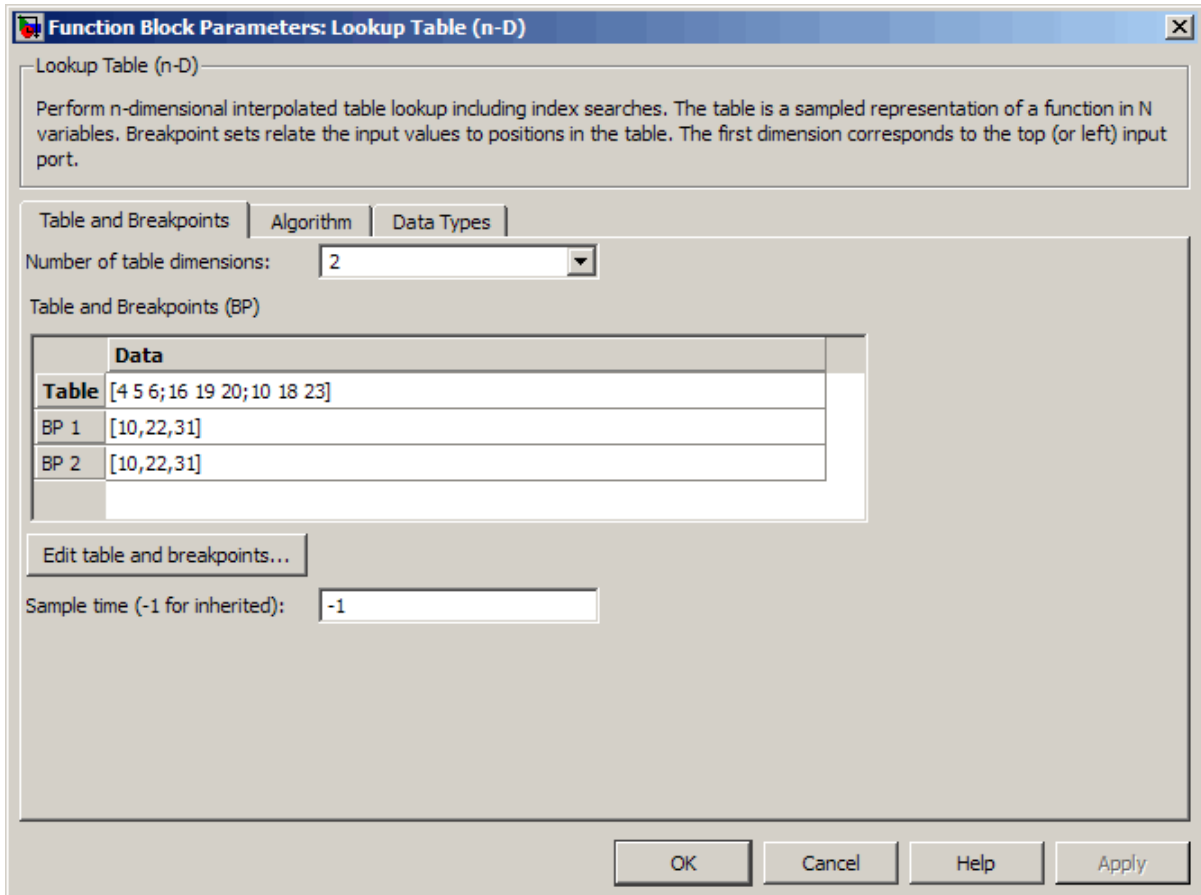 Function Block Parameters: Lookup Table (n-D)
Lookup Table (n-D)
Perform n-dimensional interpolated table lookup including index searches. The table is a sampled representation of a function in N
variables. Breakpoint sets relate the input values to positions in the table. The first dimension corresponds to the top (or left) input
port.
Table and Breakpoints Algorithm Data Types
Number of table dimensions: 2
Table and Breakpoints (BP)
Data
Table [4 5 6;16 19 20;10 18 23]
BP 1 [10,22,31]
BP 2 [10,22,31]
Edit table and breakpoints...
Sample time (-1 for inherited): -1
OK Cancel Help Apply